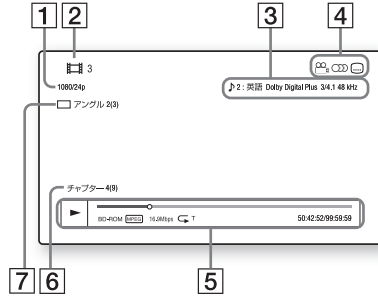 1 2 3 4
3
1080/24p
♪2 : 英語 Dolby Digital Plus 3/4.1 48 kHz
アングル 2(3)
チャプター 4(9)
BD-ROM MPEG 16.9Mbps T 50:42:52/99:59:59
7 6 5